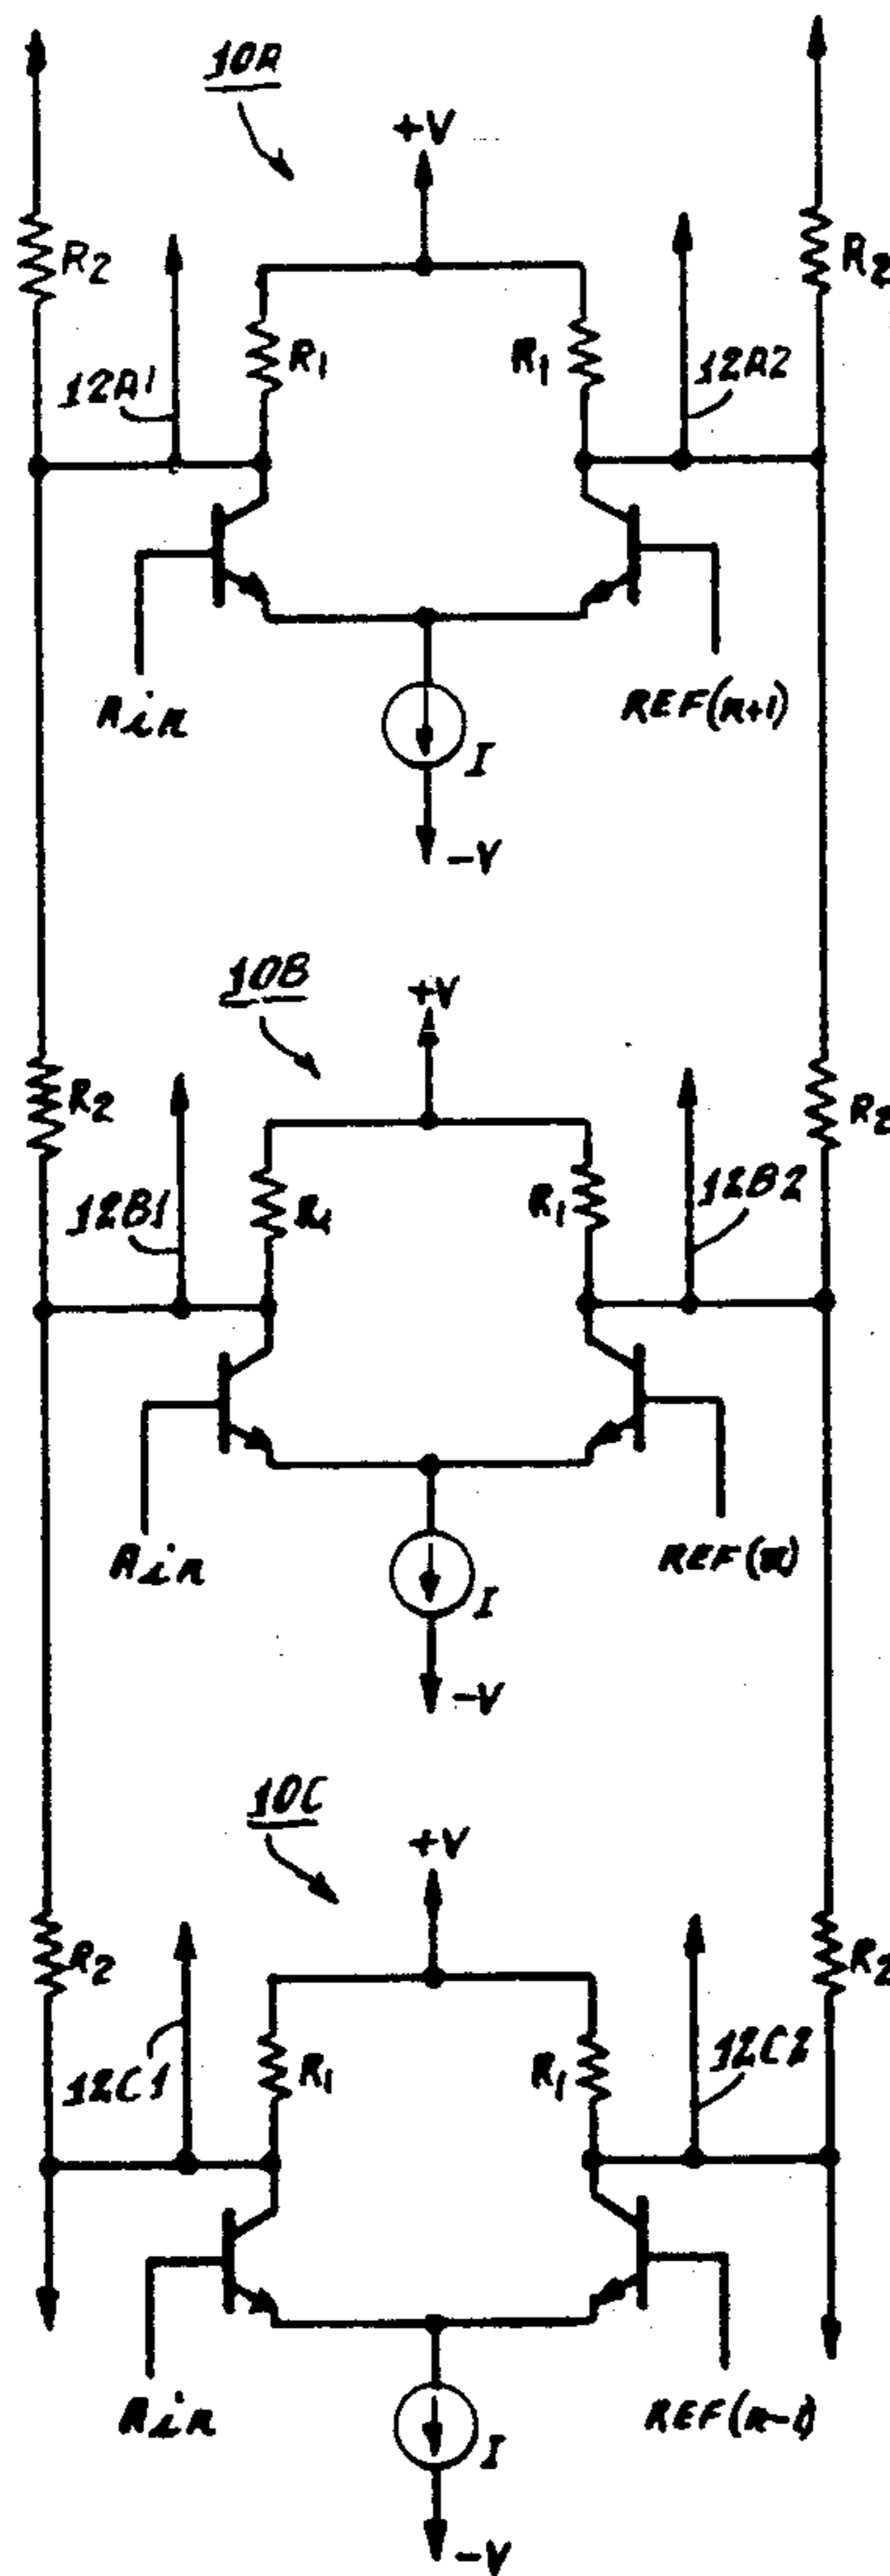 10A
+V
R2 R2
R1 R1
12A1 12A2
Ain REF(n+1)
I
-V
10B
+V
R2 R2
12B1 R1 R1 12B2
Ain REF(n)
I
-V
10C
+V
R2 R2
12C1 R1 R1 12C2
Ain REF(n-1)
I
-V